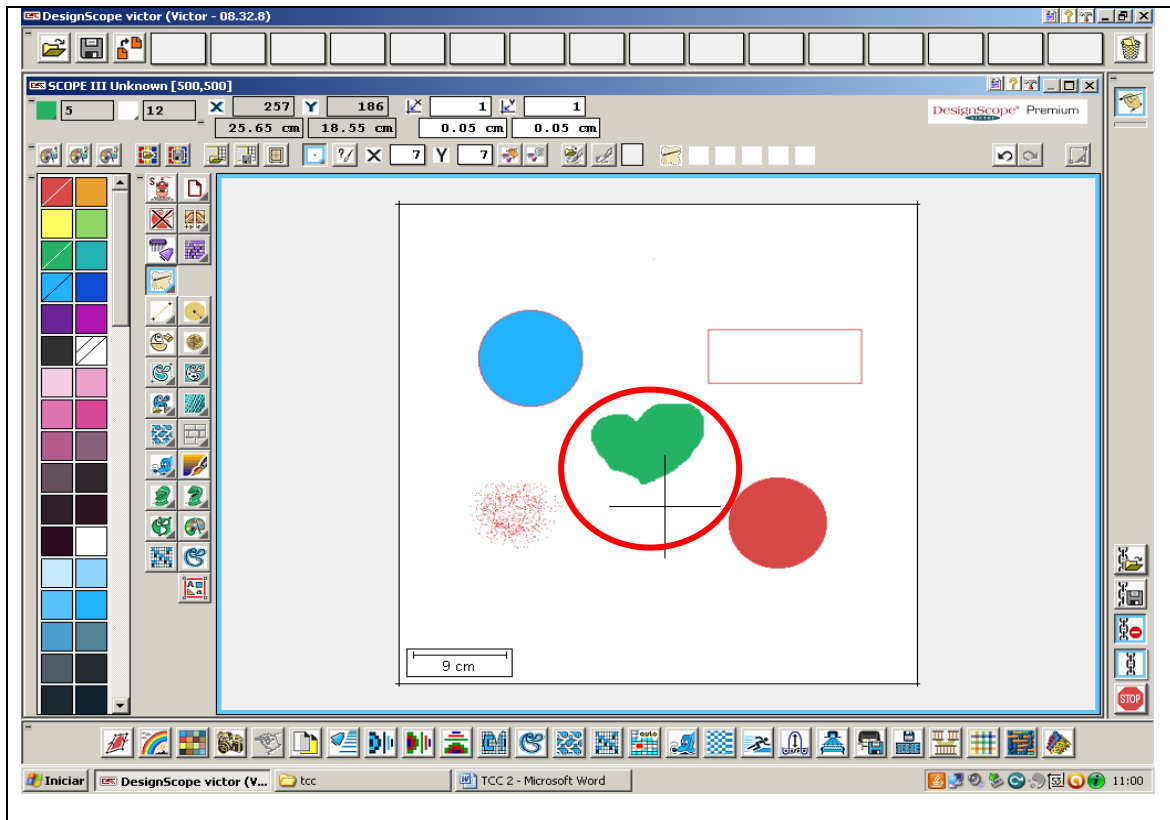 DesignScope victor (Victor - 08.32.8)
SCOPE III Unknown [500,500]
5 12 X 257 Y 186 X 1 Y 1
25.65 cm 18.55 cm 0.05 cm 0.05 cm
DesignScope® Premium
X 7 Y 7
S
9 cm
A
a
STOP
auto
Iniciar DesignScope victor (V... tcc TCC 2 - Microsoft Word 11:00